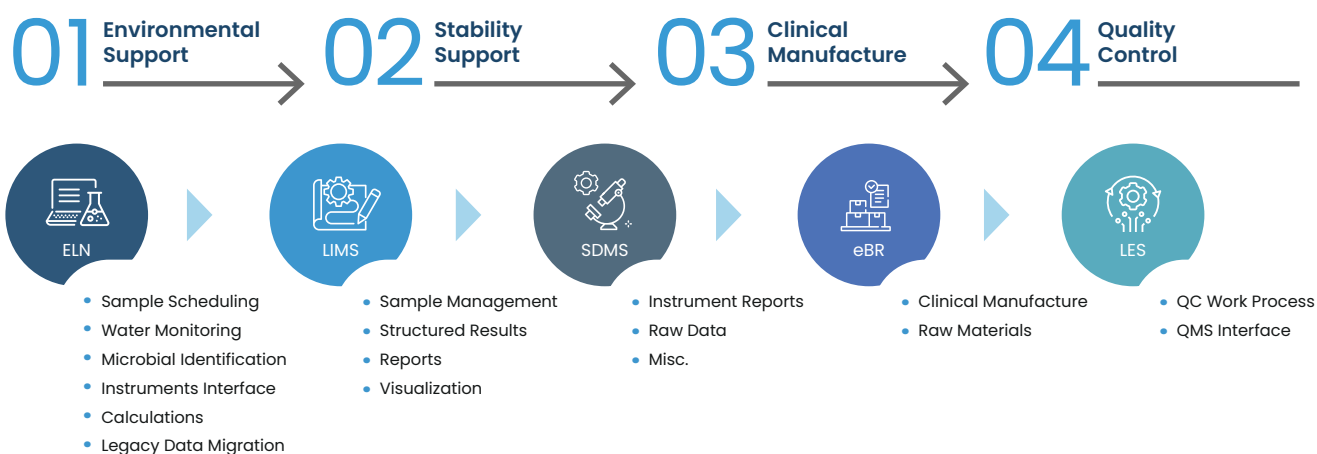 01 Environmental
Support
02 Stability
Support
03 Clinical
Manufacture
04 Quality
Control
ELN
LIMS
SDMS
eBR
LES
Sample Scheduling
Water Monitoring
Microbial Identification
Instruments Interface
Calculations
Legacy Data Migration
Sample Management
Structured Results
Reports
Visualization
Instrument Reports
Raw Data
Misc.
Clinical Manufacture
Raw Materials
QC Work Process
QMS Interface